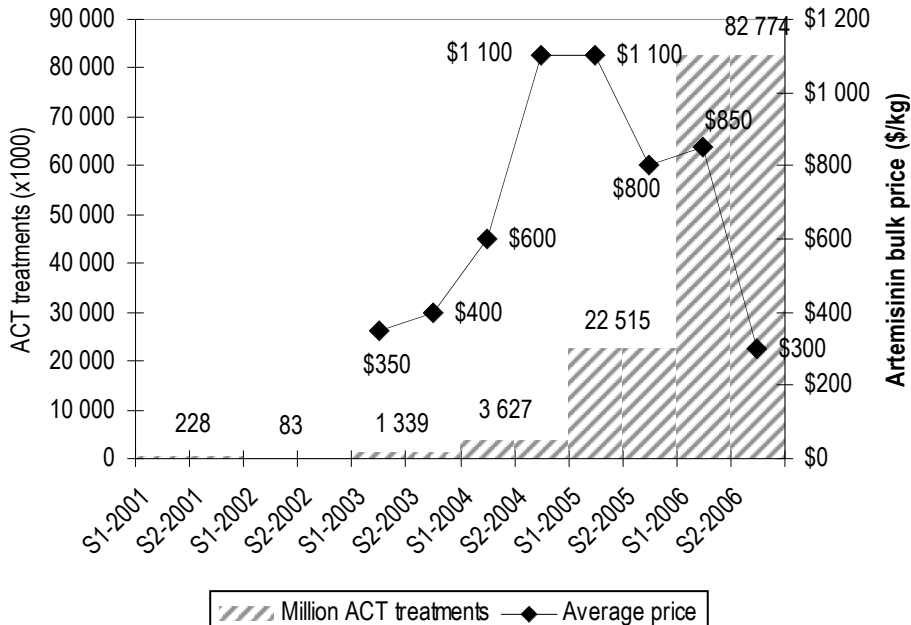 90 000
80 000
70 000
60 000
50 000
40 000
30 000
20 000
10 000
0
ACT treatments (x1000)
$1 200
$1 000
$800
$600
$400
$200
$0
Artemisinin bulk price ($/kg)
228
83
1 339
3 627
22 515
82 774
$350
$400
$600
$1 100
$1 100
$800
$850
$300
S1-2001
S2-2001
S1-2002
S2-2002
S1-2003
S2-2003
S1-2004
S2-2004
S1-2005
S2-2005
S1-2006
S2-2006
Million ACT treatments
Average price